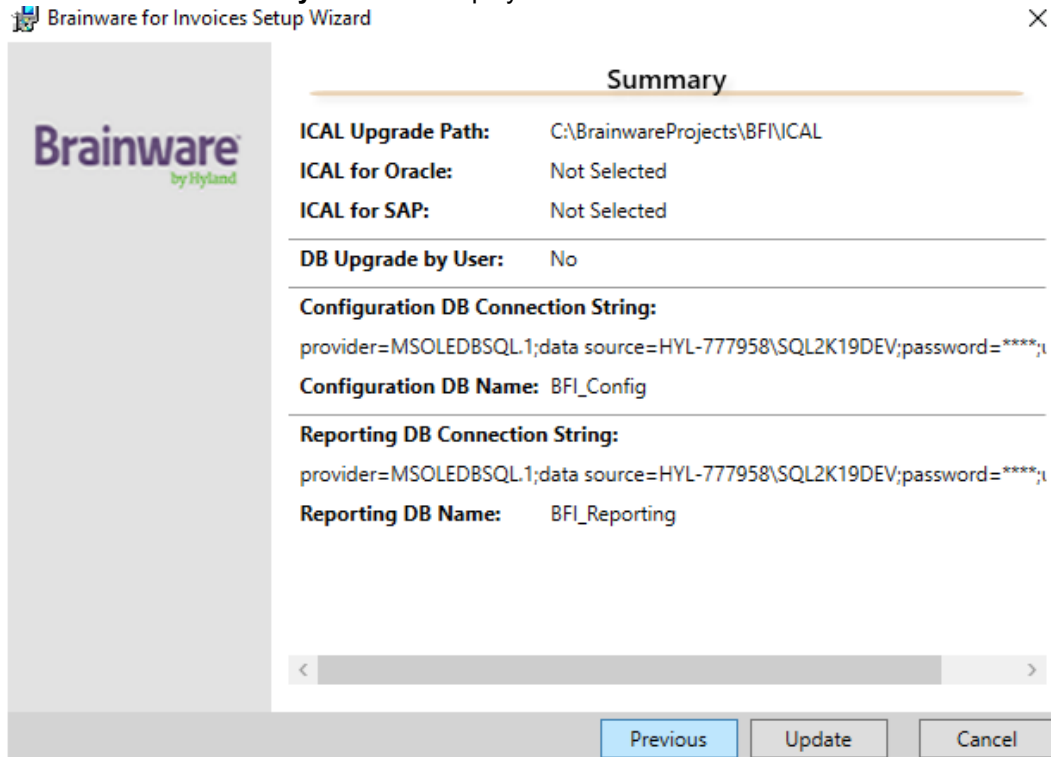 Brainware for Invoices Setup Wizard
Summary
Brainware
by Hyland
ICAL Upgrade Path: C:\BrainwareProjects\BFI\ICAL
ICAL for Oracle: Not Selected
ICAL for SAP: Not Selected
DB Upgrade by User: No
Configuration DB Connection String:
provider=MSOLEDBSQL.1;data source=HYL-777958\SQL2K19DEV;password=****;
Configuration DB Name: BFI_Config
Reporting DB Connection String:
provider=MSOLEDBSQL.1;data source=HYL-777958\SQL2K19DEV;password=****;
Reporting DB Name: BFI_Reporting
Previous Update Cancel